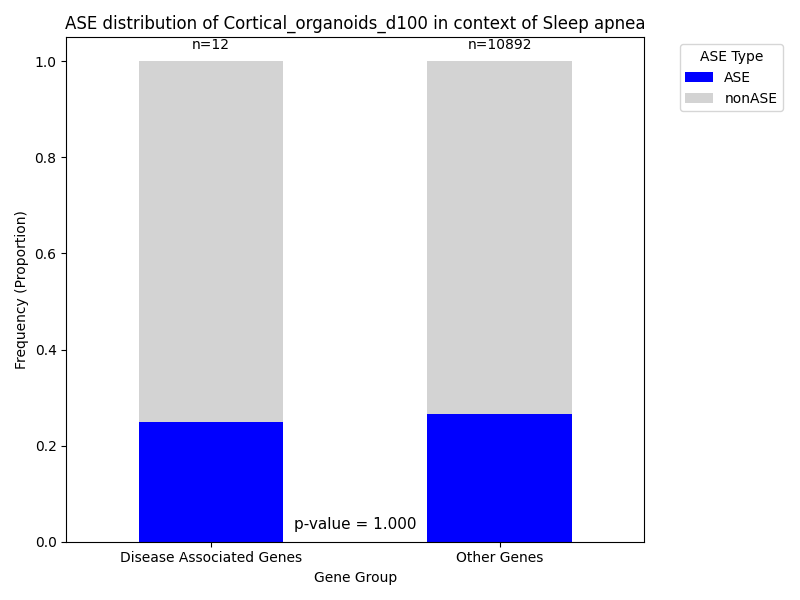 ASE distribution of Cortical_organoids_d100 in context of Sleep apnea
n=12
n=10892
ASE Type
ASE
nonASE
Frequency (Proportion)
1.0
0.8
0.6
0.4
0.2
0.0
p-value = 1.000
Disease Associated Genes
Other Genes
Gene Group